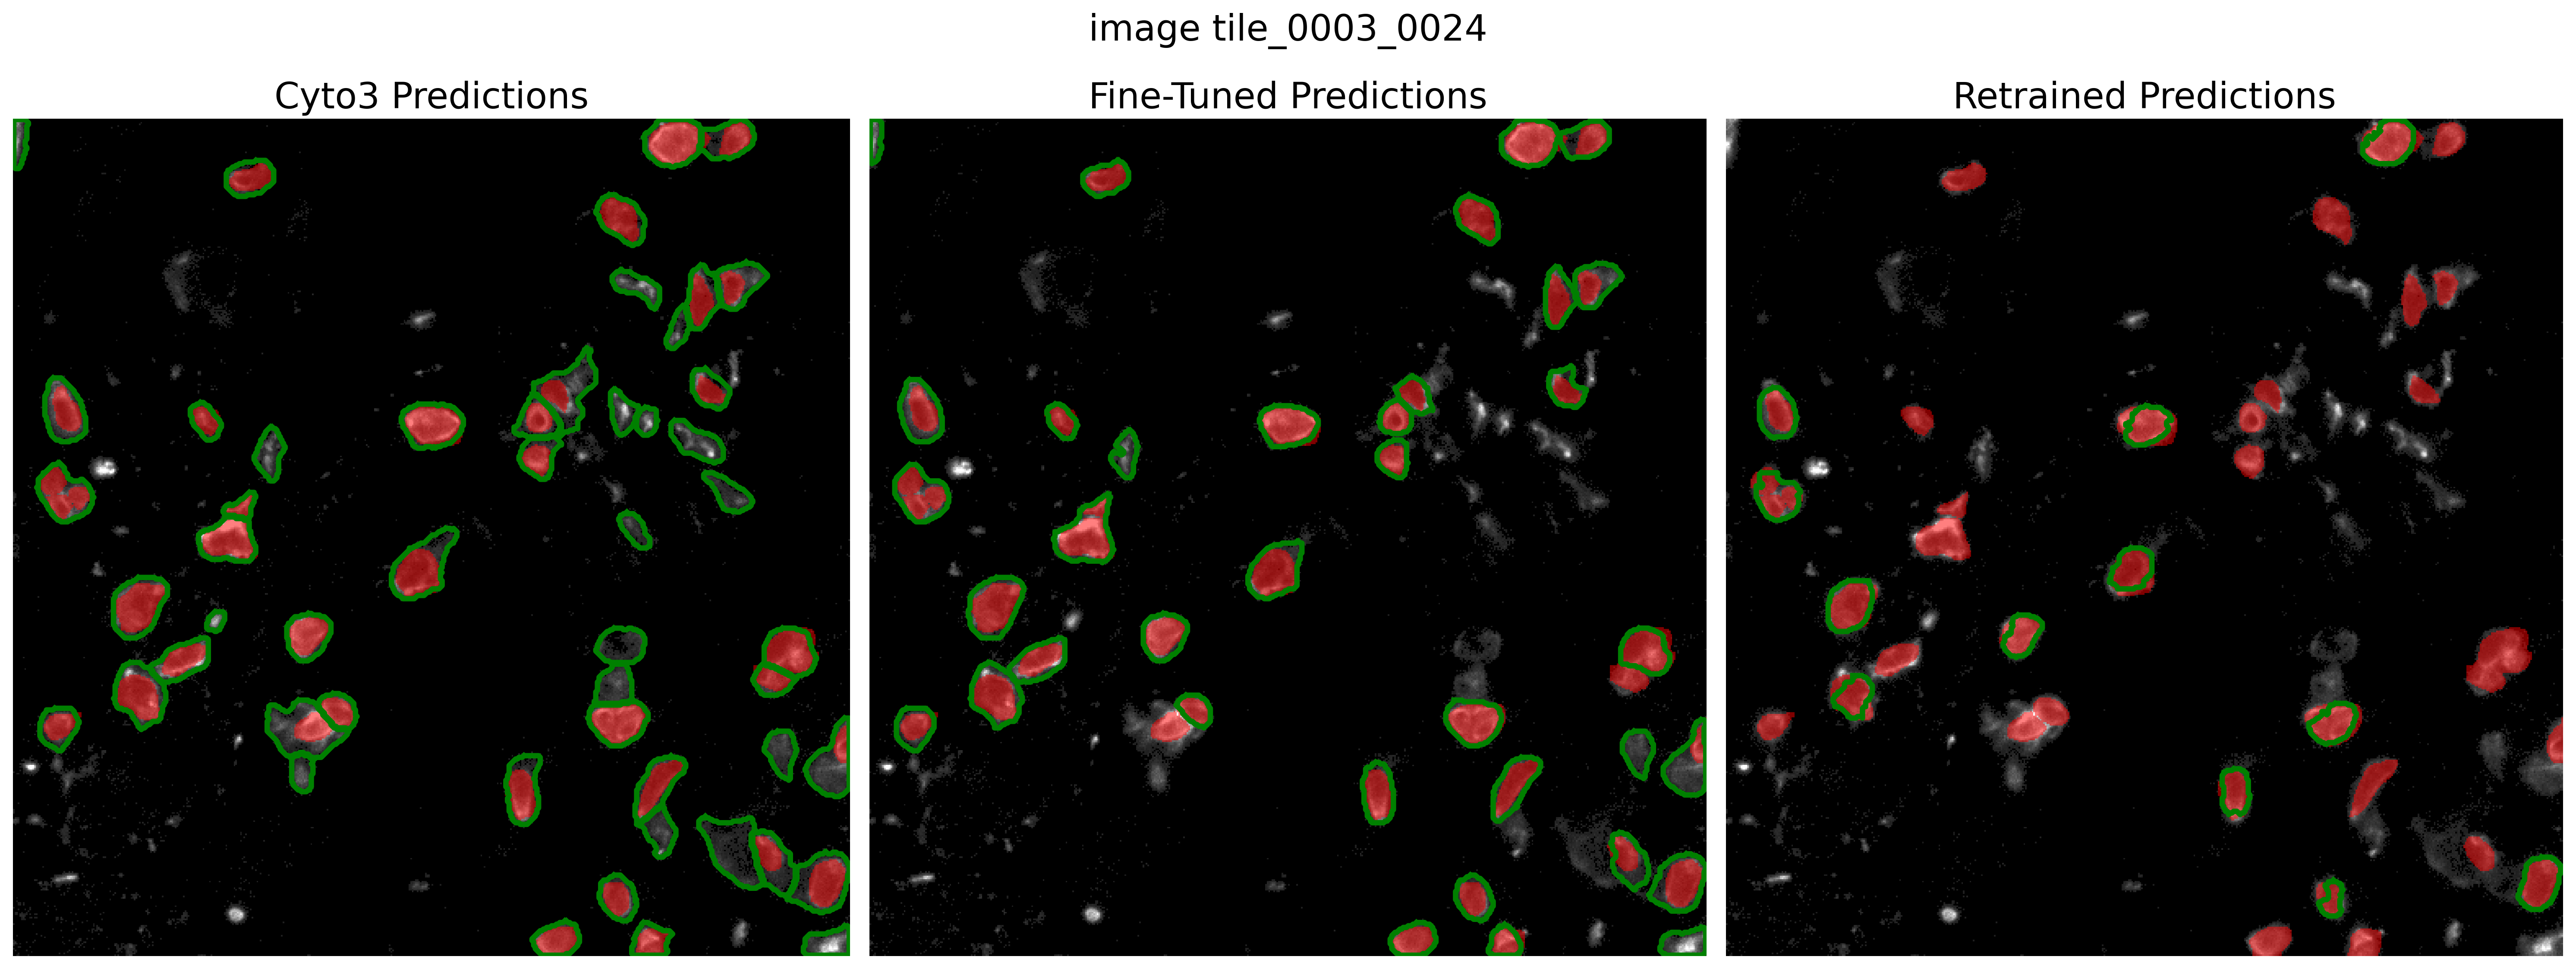 image tile_0003_0024
Cyto3 Predictions
Fine-Tuned Predictions
Retrained Predictions